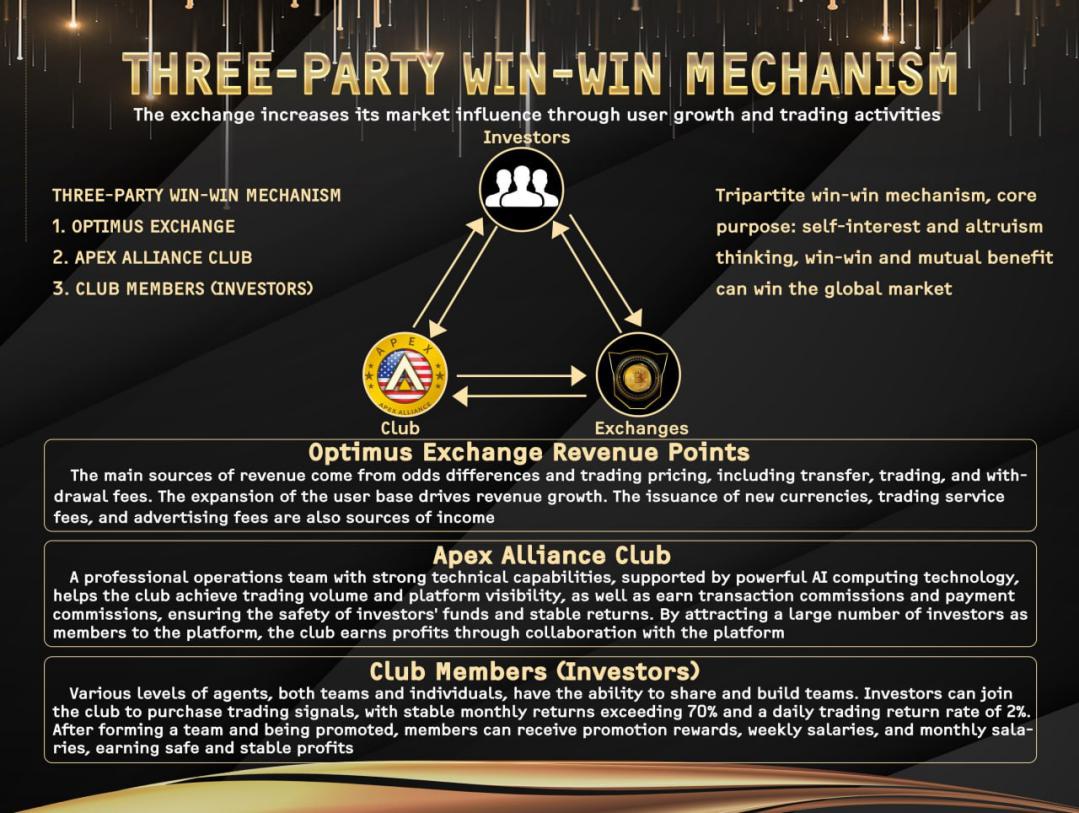 THREE-PARTY WIN-WIN MECHANISM
The exchange increases its market influence through user growth and trading activities
Investors
THREE-PARTY WIN-WIN MECHANISM
1. OPTIMUS EXCHANGE
2. APEX ALLIANCE CLUB
3. CLUB MEMBERS (INVESTORS)
Tripartite win-win mechanism, core
purpose: self-interest and altruism
thinking, win-win and mutual benefit
can win the global market
APEX
APEX ALLIANCE
Club
Exchanges
Optimus Exchange Revenue Points
The main sources of revenue come from odds differences and trading pricing, including transfer, trading, and with-
drawal fees. The expansion of the user base drives revenue growth. The issuance of new currencies, trading service
fees, and advertising fees are also sources of income
Apex Alliance Club
A professional operations team with strong technical capabilities, supported by powerful AI computing technology,
helps the club achieve trading volume and platform visibility, as well as earn transaction commissions and payment
commissions, ensuring the safety of investors' funds and stable returns. By attracting a large number of investors as
members to the platform, the club earns profits through collaboration with the platform
Club Members (Investors)
Various levels of agents, both teams and individuals, have the ability to share and build teams. Investors can join
the club to purchase trading signals, with stable monthly returns exceeding 70% and a daily trading return rate of 2%.
After forming a team and being promoted, members can receive promotion rewards, weekly salaries, and monthly sala-
ries, earning safe and stable profits